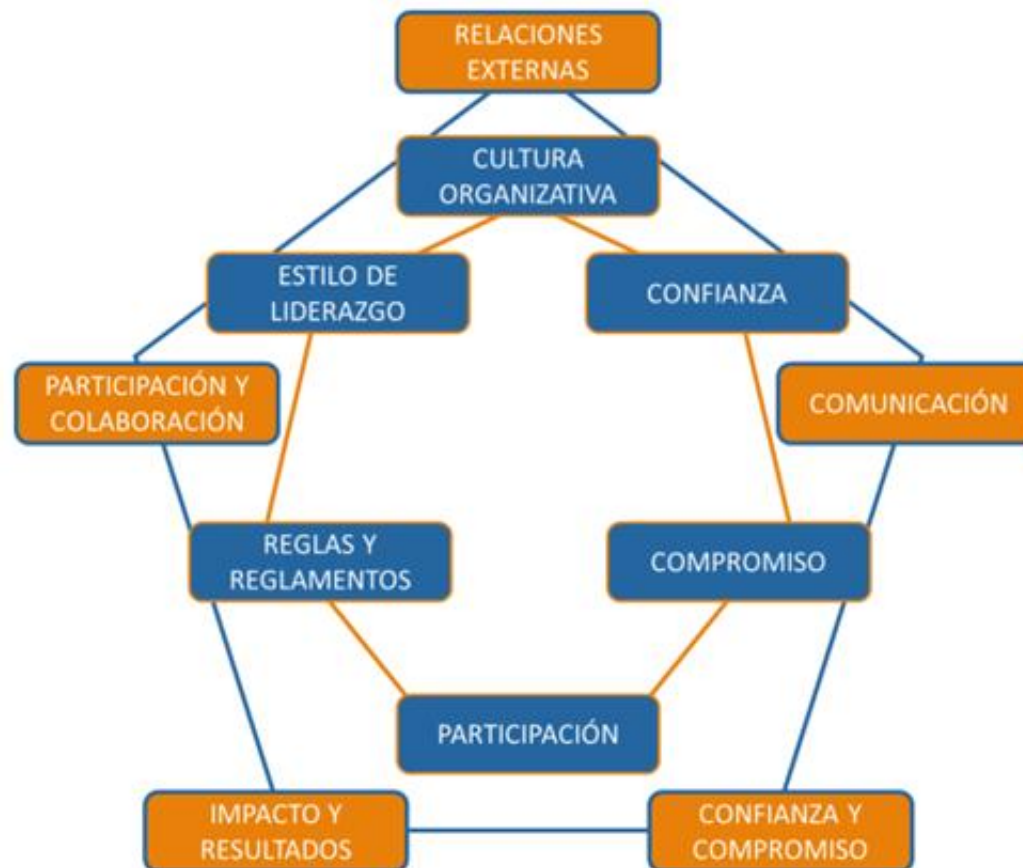 RELACIONES
EXTERNAS
CULTURA
ORGANIZATIVA
ESTILO DE
LIDERAZGO
CONFIANZA
PARTICIPACIÓN Y
COLABORACIÓN
COMUNICACIÓN
REGLAS Y
REGLAMENTOS
COMPROMISO
PARTICIPACIÓN
IMPACTO Y
RESULTADOS
CONFIANZA Y
COMPROMISO